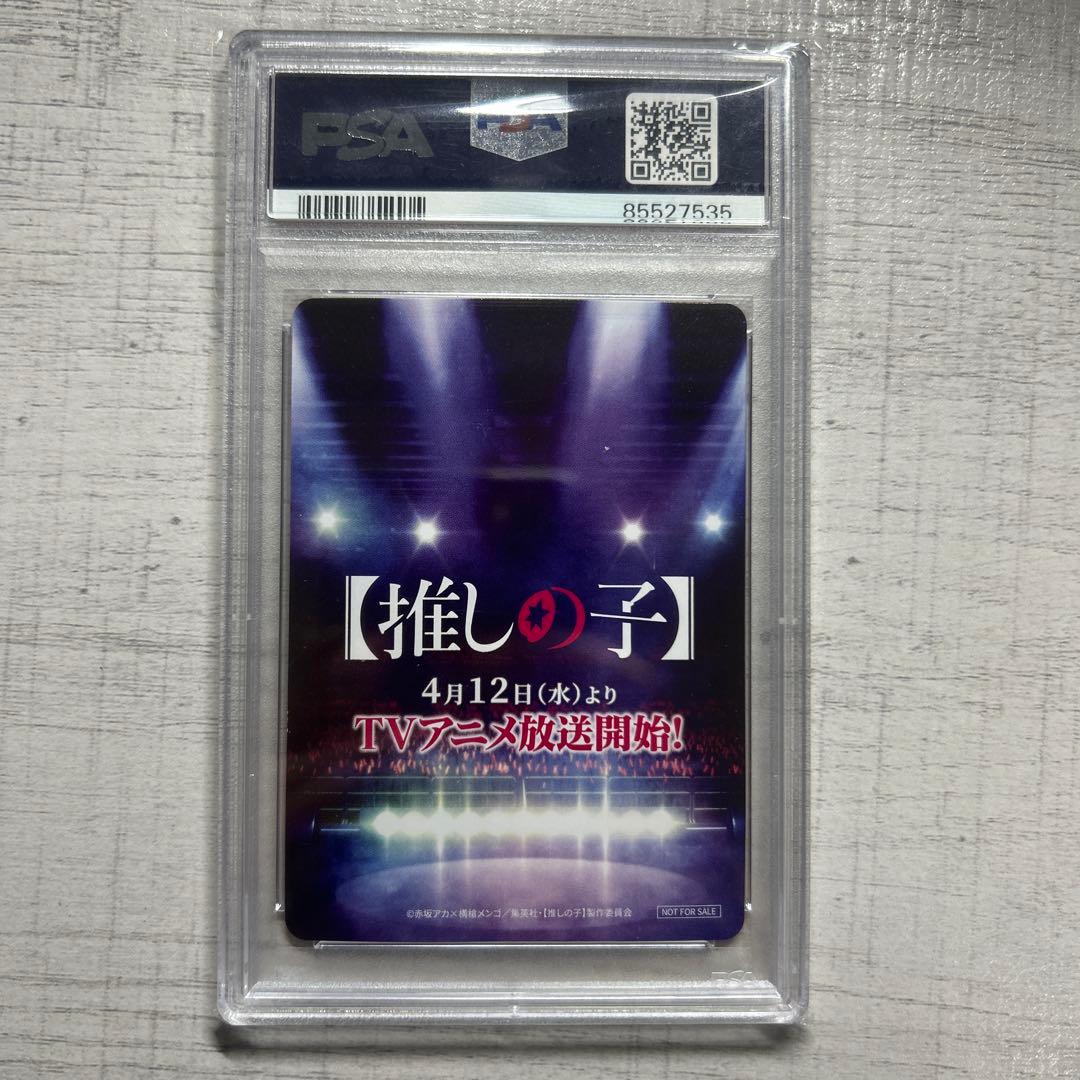 PSA
PSA
85527535
【推しの子】
4月12日(水)より
TVアニメ放送開始!
©赤坂アカ×横槍メンゴ/集英社・【推しの子】製作委員会
NOT FOR SALE
PSA